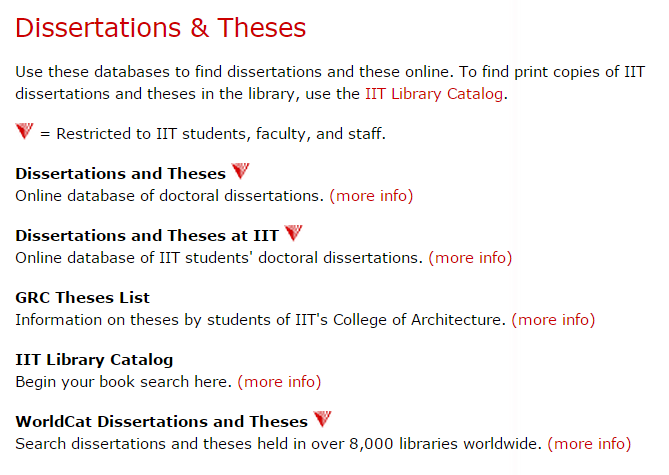 Dissertations & Theses
Use these databases to find dissertations and these online. To find print copies of IIT
dissertations and theses in the library, use the IIT Library Catalog.
= Restricted to IIT students, faculty, and staff.
Dissertations and Theses
Online database of doctoral dissertations. (more info)
Dissertations and Theses at IIT
Online database of IIT students' doctoral dissertations. (more info)
GRC Theses List
Information on theses by students of IIT's College of Architecture. (more info)
IIT Library Catalog
Begin your book search here. (more info)
WorldCat Dissertations and Theses
Search dissertations and theses held in over 8,000 libraries worldwide. (more info)